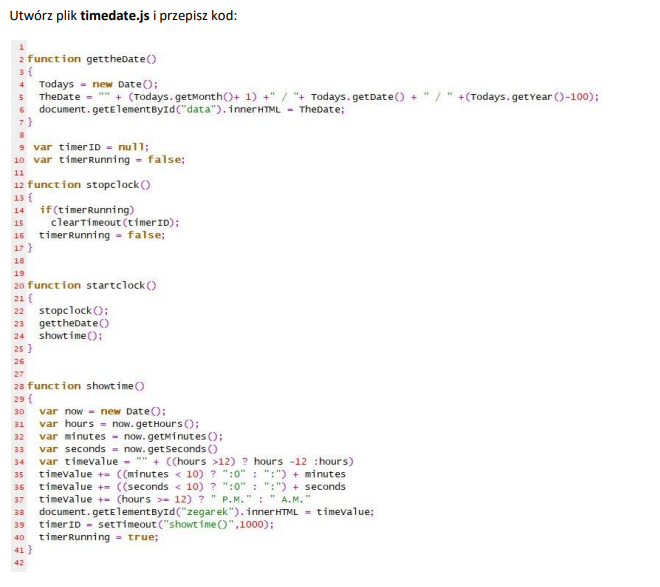 Utwórz plik timedate.js i przepisz kod:
1
2 function gettheDate()
3 {
4 Todays = new Date();
5 TheDate = "" + (Todays.getMonth()+ 1) +" / "+ Todays.getDate() + " / " +(Todays.getYear()-100);
6 document.getElementById("data").innerHTML = TheDate;
7 }
8
9 var timerID = null;
10 var timerRunning = false;
11
12 function stopclock()
13 {
14 if(timerRunning)
15 clearTimeout(timerID);
16 timerRunning = false;
17 }
18
19
20 function startclock()
21 {
22 stopclock();
23 gettheDate()
24 showtime();
25 }
26
27
28 function showtime()
29 {
30 var now = new Date();
31 var hours = now.getHours();
32 var minutes = now.getMinutes();
33 var seconds = now.getSeconds()
34 var timeValue = "" + ((hours >12) ? hours -12 :hours)
35 timeValue += ((minutes < 10) ? ":0" : ":") + minutes
36 timeValue += ((seconds < 10) ? ":0" : ":") + seconds
37 timeValue += (hours >= 12) ? " P.M." : " A.M."
38 document.getElementById("zegarek").innerHTML = timeValue;
39 timerID = setTimeout("showtime()",1000);
40 timerRunning = true;
41 }
42